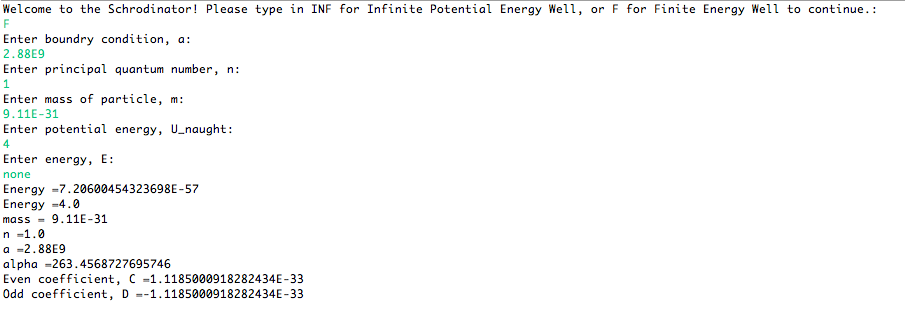 Welcome to the Schrodinator! Please type in INF for Infinite Potential Energy Well, or F for Finite Energy Well to continue.:
F
Enter boundry condition, a:
2.88E9
Enter principal quantum number, n:
1
Enter mass of particle, m:
9.11E-31
Enter potential energy, U_naught:
4
Enter energy, E:
none
Energy =7.20600454323698E-57
Energy =4.0
mass = 9.11E-31
n =1.0
a =2.88E9
alpha =263.4568727695746
Even coefficient, C =1.1185000918282434E-33
Odd coefficient, D =-1.1185000918282434E-33